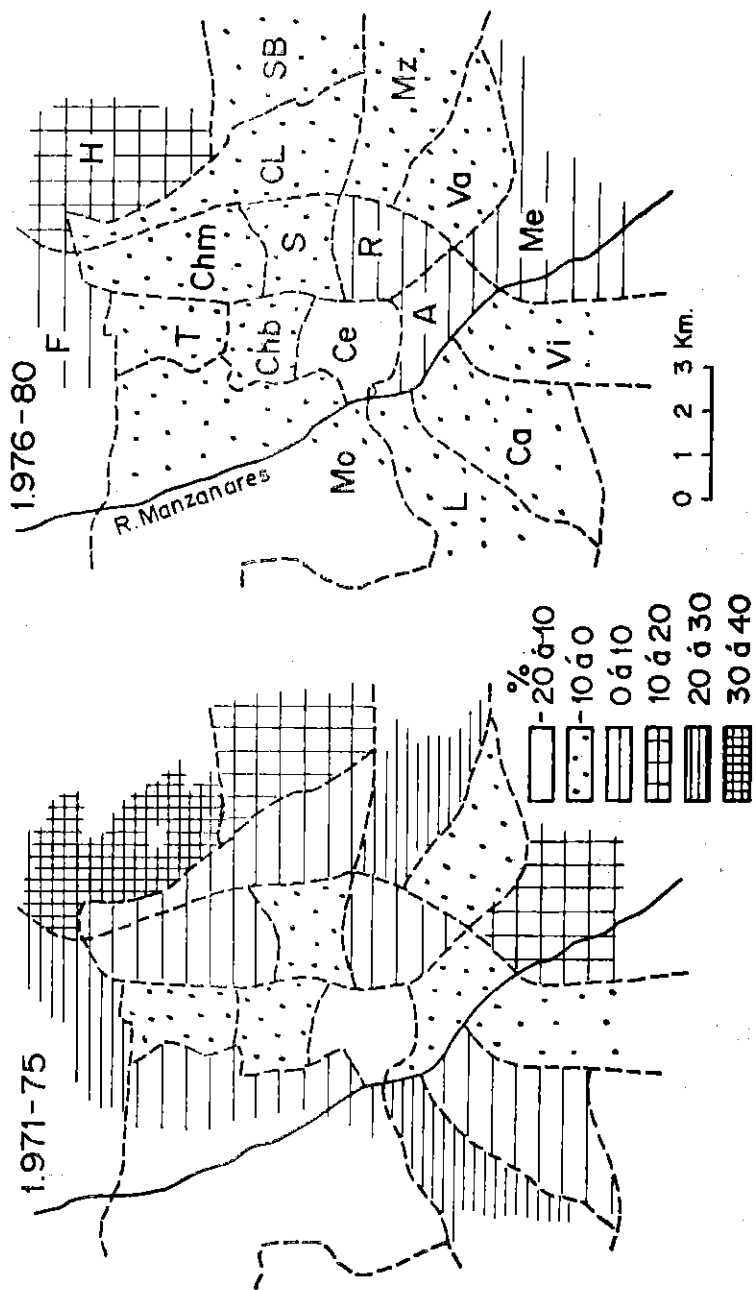 1.971-75
%
-20 á 10
-10 á 0
0 á 10
10 á 20
20 á 30
30 á 40
1.976-80
R. Manzanares
F
H
T
Chm
CL
SB
Chb
S
Mo
Ce
R
Mz
L
A
Va
Ca
Vi
Me
0 1 2 3 Km.